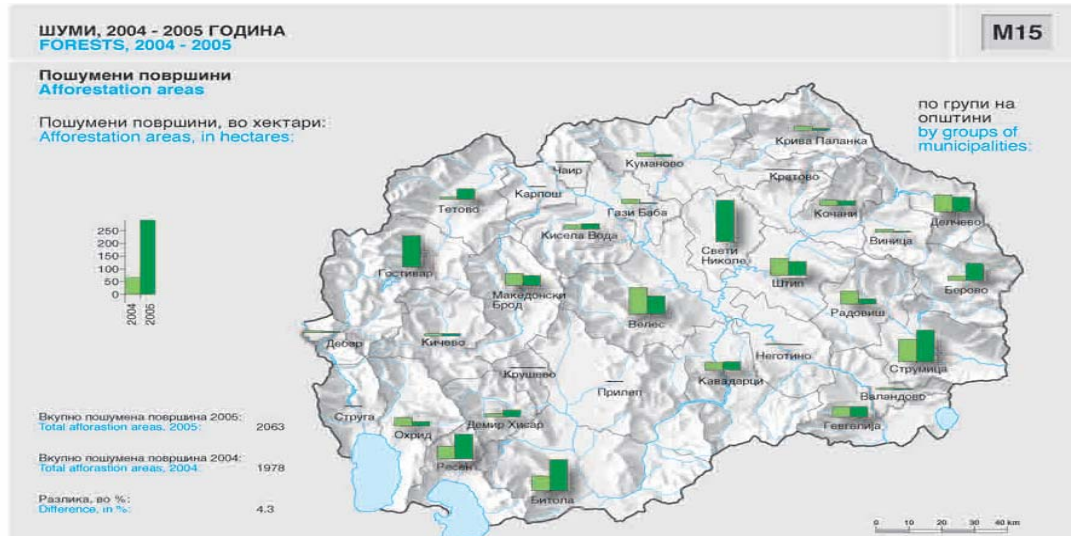 ШУМИ, 2004 - 2005 ГОДИНА
FORESTS, 2004 - 2005
M15
Пошумени површини
Afforestation areas
Пошумени површини, во хектари:
Afforestation areas, in hectares:
по групи на
општини
by groups of
municipalities:
Крива Паланка
Куманово
Чаир
Кратово
Карпош
Тетово
Гази Баба
Кочани
Делчево
Кисела Вода
Виница
Свети
Николе
Гостивар
Штип
Берово
Македонски
Брод
Радовиш
Велес
Дебар
Кичево
Неготино
Струмица
Крушево
Кавадарци
Прилеп
Валандово
Струга
Охрид
Демир Хисар
Гевгелија
Ресен
Битола
250
200
150
100
50
0
2004
2005
Вкупно пошумена површина 2005:
Total afforastion areas, 2005: 2063
Вкупно пошумена површина 2004:
Total afforastion areas, 2004: 1978
Разлика, во %:
Difference, in %: 4.3
0 10 20 30 40 km